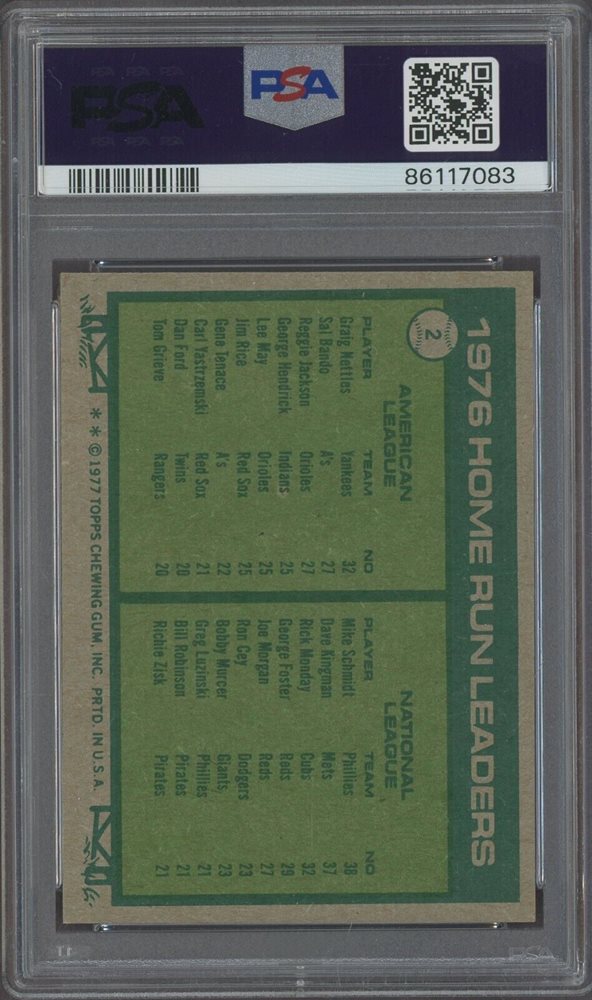 PSA
PSA
86117083
1976 HOME RUN LEADERS
2
AMERICAN LEAGUE
PLAYER TEAM NO
Graig Nettles Yankees 32
Sal Bando A's 27
Reggie Jackson Orioles 27
George Hendrick Indians 25
Lee May Orioles 25
Jim Rice Red Sox 25
Gene Tenace A's 22
Carl Yastrzemski Red Sox 21
Dan Ford Twins 20
Tom Grieve Rangers 20
NATIONAL LEAGUE
PLAYER TEAM NO
Mike Schmidt Phillies 38
Dave Kingman Mets 37
Rick Monday Cubs 32
George Foster Reds 29
Joe Morgan Reds 27
Ron Cey Dodgers 23
Bobby Murcer Giants 23
Greg Luzinski Phillies 21
Bill Robinson Pirates 21
Richie Zisk Pirates 21
** © 1977 TOPPS CHEWING GUM, INC. PRTD. IN U.S.A.
PSA